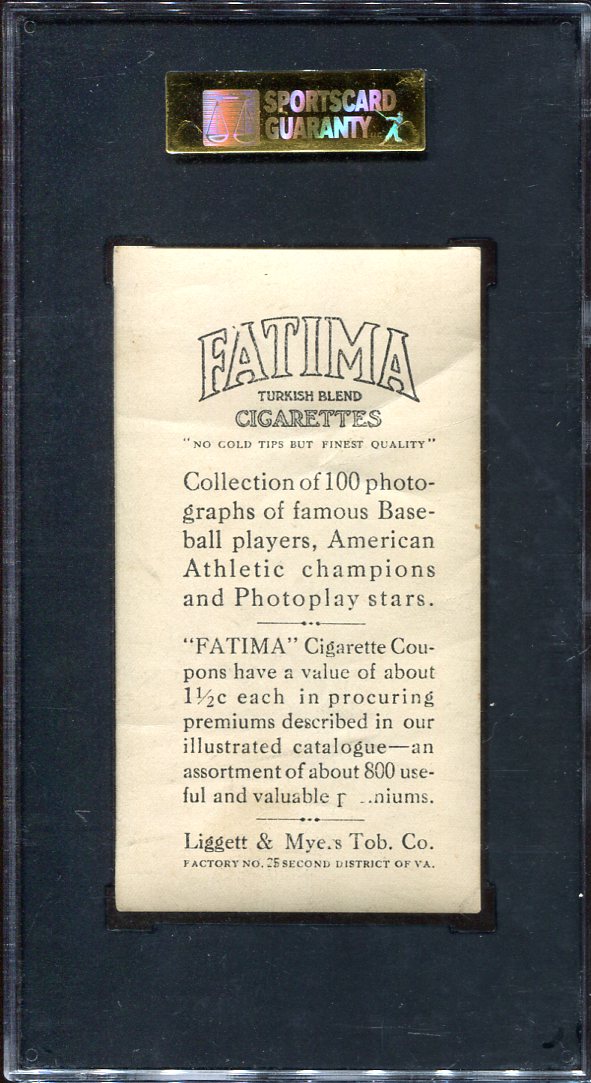 SPORTSCARD
GUARANTY
FATIMA
TURKISH BLEND
CIGARETTES
"NO GOLD TIPS BUT FINEST QUALITY"
Collection of 100 photo-
graphs of famous Base-
ball players, American
Athletic champions
and Photoplay stars.
"FATIMA" Cigarette Cou-
pons have a value of about
1½c each in procuring
premiums described in our
illustrated catalogue—an
assortment of about 800 use-
ful and valuable
Liggett & Myers Tob. Co.
FACTORY NO. 25 SECOND DISTRICT OF VA.